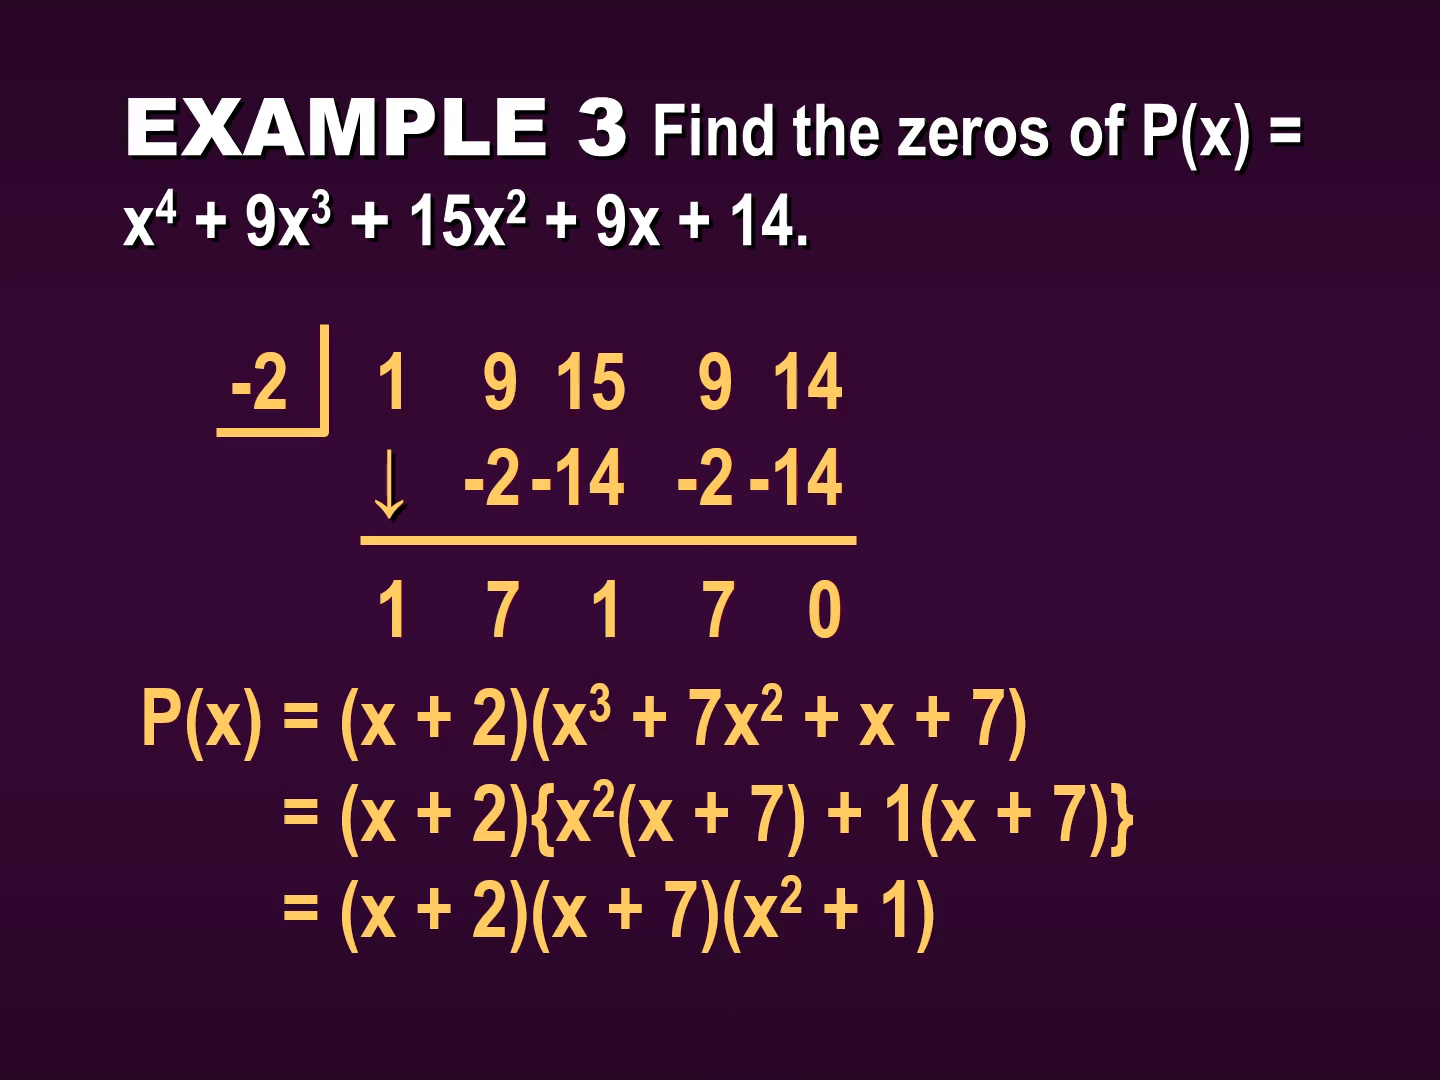 EXAMPLE 3 Find the zeros of P(x) =
x⁴ + 9x³ + 15x² + 9x + 14.
-2 1 9 15 9 14
↓ -2 -14 -2 -14
1 7 1 7 0
P(x) = (x + 2)(x³ + 7x² + x + 7)
= (x + 2){x²(x + 7) + 1(x + 7)}
= (x + 2)(x + 7)(x² + 1)